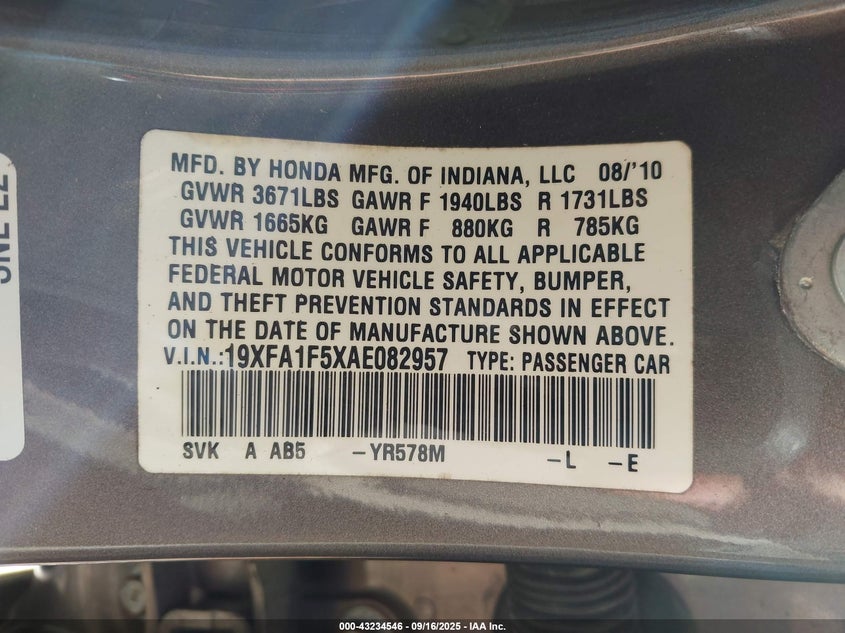 MFD. BY HONDA MFG. OF INDIANA, LLC 08/'10
GVWR 3671LBS GAWR F 1940LBS R 1731LBS
GVWR 1665KG GAWR F 880KG R 785KG
THIS VEHICLE CONFORMS TO ALL APPLICABLE
FEDERAL MOTOR VEHICLE SAFETY, BUMPER,
AND THEFT PREVENTION STANDARDS IN EFFECT
ON THE DATE OF MANUFACTURE SHOWN ABOVE.
V.I.N.:19XFA1F5XAE082957 TYPE: PASSENGER CAR
SVK A AB5 -YR578M -L -E
000-43234546 - 09/16/2025 - IAA Inc.